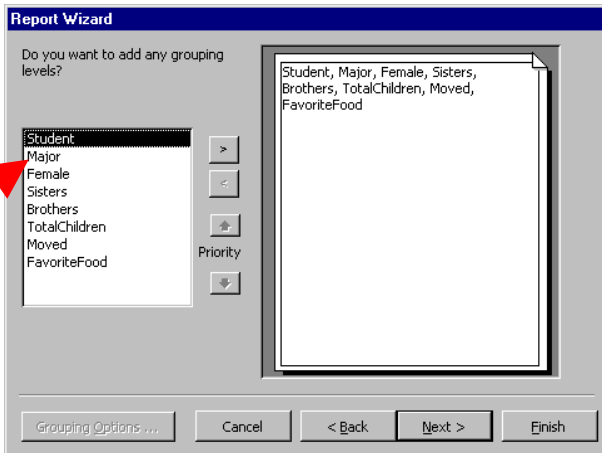 Report Wizard
Do you want to add any grouping
levels?
Student
Major
Female
Sisters
Brothers
TotalChildren
Moved
FavoriteFood
>
<
Priority
Student, Major, Female, Sisters,
Brothers, TotalChildren, Moved,
FavoriteFood
Grouping Options ...
Cancel
< Back
Next >
Finish